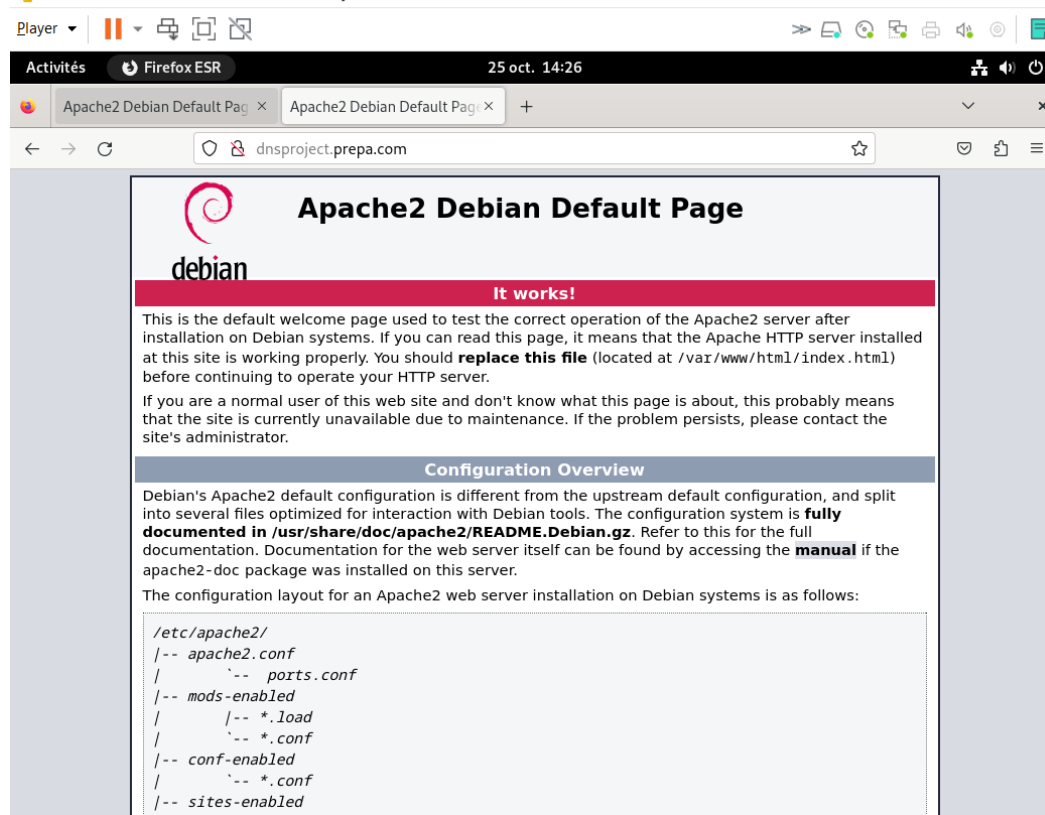 Player
Activités Firefox ESR 25 oct. 14:26
Apache2 Debian Default Pag × Apache2 Debian Default Page × +
dnsproject.prepa.com
debian
Apache2 Debian Default Page
It works!
This is the default welcome page used to test the correct operation of the Apache2 server after
installation on Debian systems. If you can read this page, it means that the Apache HTTP server installed
at this site is working properly. You should replace this file (located at /var/www/html/index.html)
before continuing to operate your HTTP server.
If you are a normal user of this web site and don't know what this page is about, this probably means
that the site is currently unavailable due to maintenance. If the problem persists, please contact the
site's administrator.
Configuration Overview
Debian's Apache2 default configuration is different from the upstream default configuration, and split
into several files optimized for interaction with Debian tools. The configuration system is fully
documented in /usr/share/doc/apache2/README.Debian.gz. Refer to this for the full
documentation. Documentation for the web server itself can be found by accessing the manual if the
apache2-doc package was installed on this server.
The configuration layout for an Apache2 web server installation on Debian systems is as follows:
/etc/apache2/
|-- apache2.conf
|       `--  ports.conf
|-- mods-enabled
|       |-- *.load
|       `-- *.conf
|-- conf-enabled
|       `-- *.conf
|-- sites-enabled